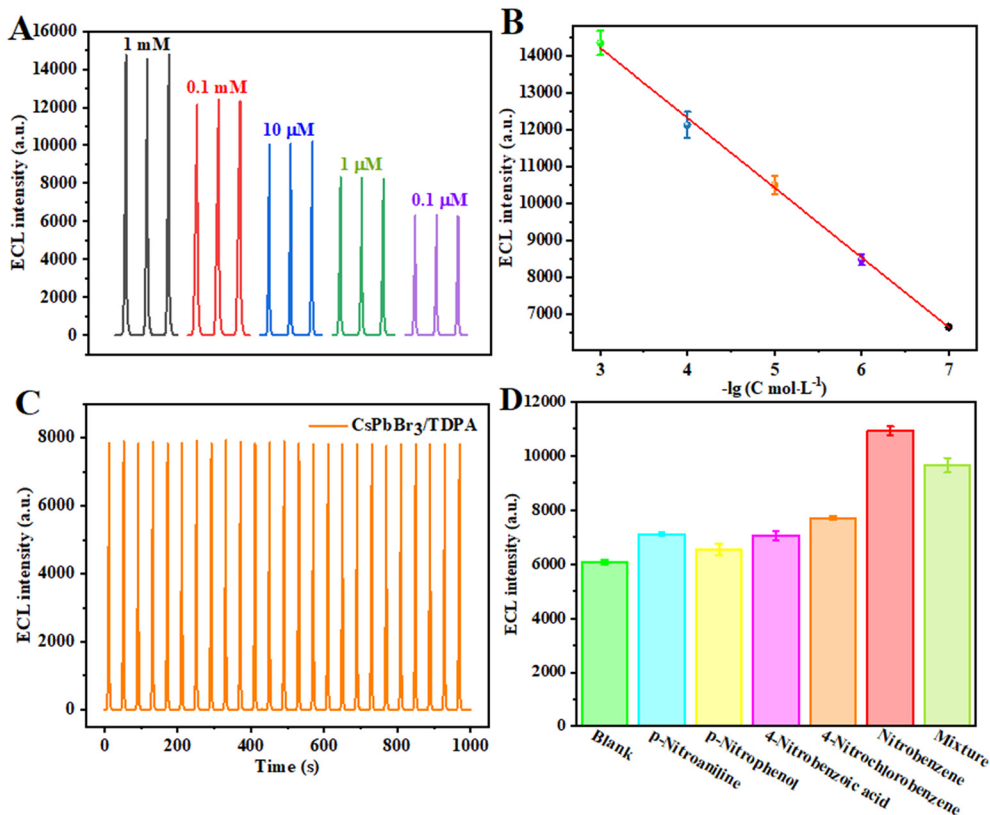 A
16000
14000
12000
10000
8000
6000
4000
2000
0
ECL intensity (a.u.)
1 mM
0.1 mM
10 μM
1 μM
0.1 μM
B
14000
12000
10000
9000
8000
7000
ECL intensity (a.u.)
3 4 5 6 7
-lg (C mol·L⁻¹)
C
8000
6000
4000
2000
0
ECL intensity (a.u.)
CsPbBr₃/TDPA
0 200 400 600 800 1000
Time (s)
D
12000
10000
8000
6000
4000
2000
0
ECL intensity (a.u.)
Blank
p-Nitroaniline
p-Nitrophenol
4-Nitrobenzoic acid
4-Nitrochlorobenzene
Nitrobenzene
Mixture